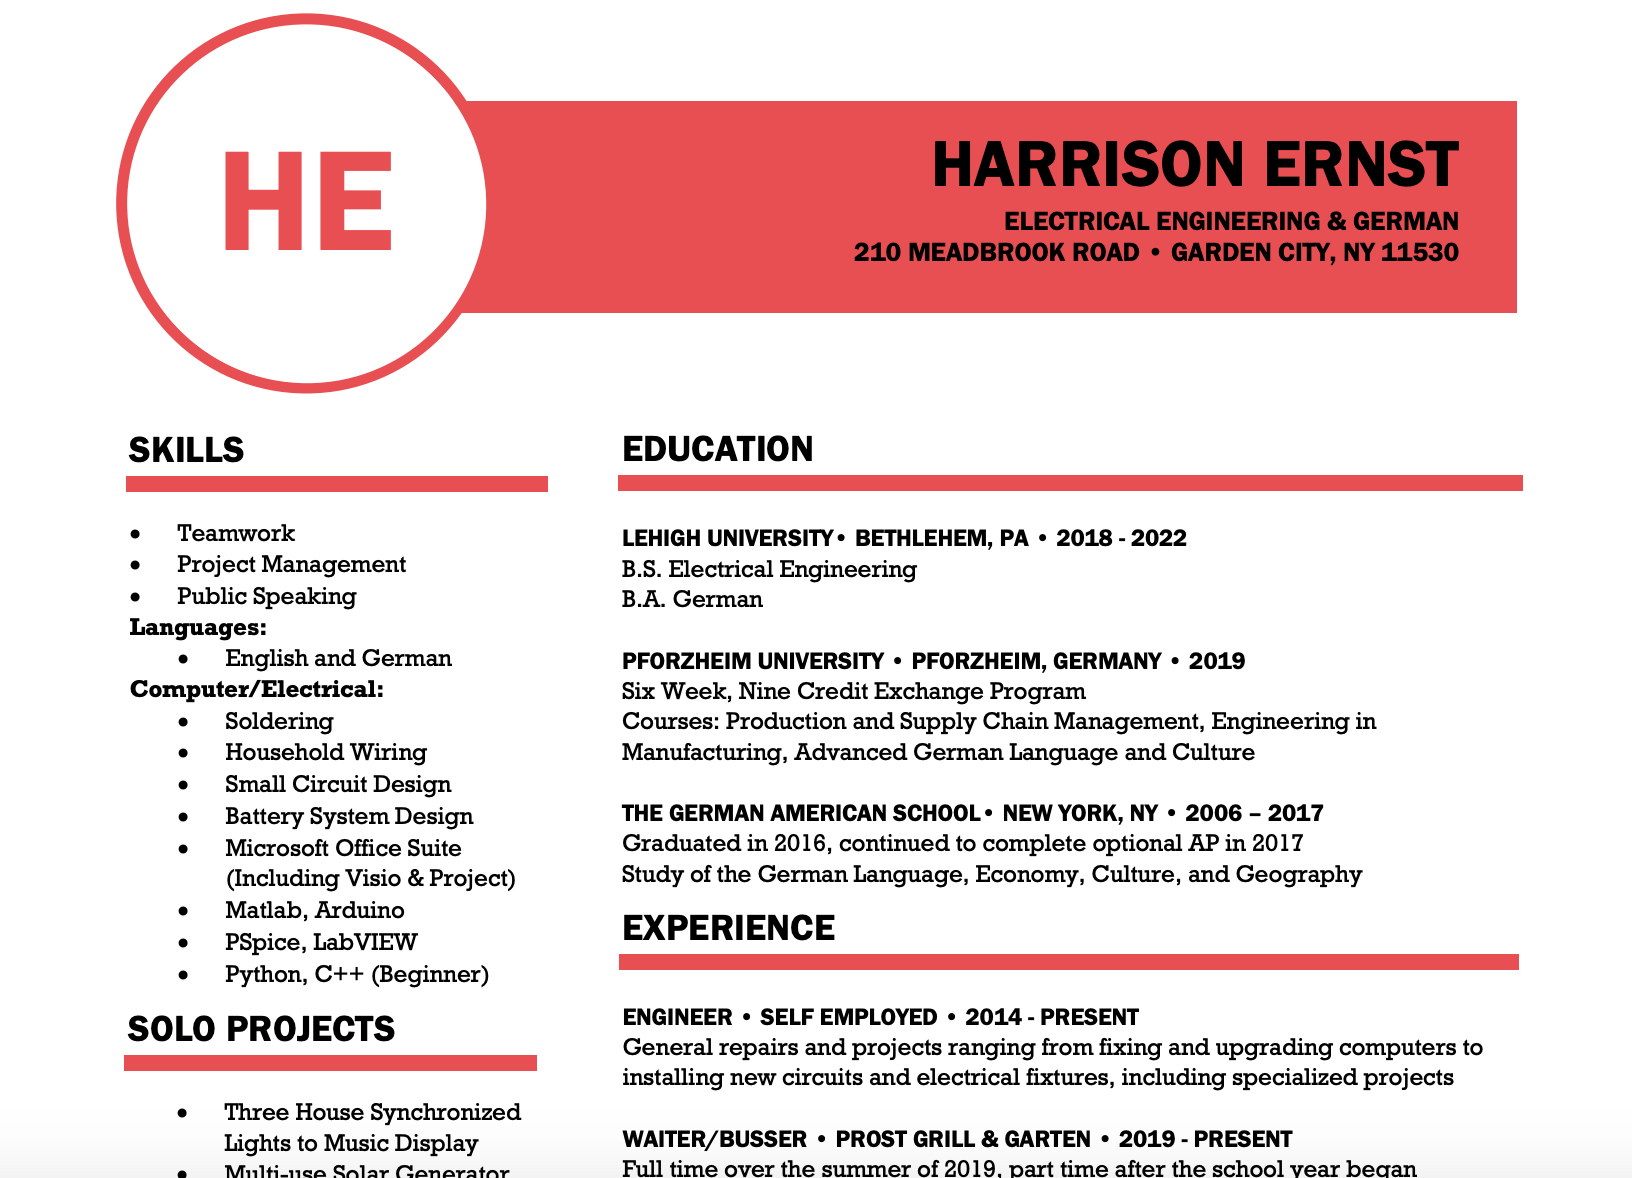 HE
HARRISON ERNST
ELECTRICAL ENGINEERING & GERMAN
210 MEADBROOK ROAD • GARDEN CITY, NY 11530
SKILLS
• Teamwork
• Project Management
• Public Speaking
Languages:
• English and German
Computer/Electrical:
• Soldering
• Household Wiring
• Small Circuit Design
• Battery System Design
• Microsoft Office Suite
(Including Visio & Project)
• Matlab, Arduino
• PSpice, LabVIEW
• Python, C++ (Beginner)
SOLO PROJECTS
• Three House Synchronized
Lights to Music Display
• Multi-use Solar Generator
EDUCATION
LEHIGH UNIVERSITY• BETHLEHEM, PA • 2018 - 2022
B.S. Electrical Engineering
B.A. German
PFORZHEIM UNIVERSITY • PFORZHEIM, GERMANY • 2019
Six Week, Nine Credit Exchange Program
Courses: Production and Supply Chain Management, Engineering in
Manufacturing, Advanced German Language and Culture
THE GERMAN AMERICAN SCHOOL• NEW YORK, NY • 2006 – 2017
Graduated in 2016, continued to complete optional AP in 2017
Study of the German Language, Economy, Culture, and Geography
EXPERIENCE
ENGINEER • SELF EMPLOYED • 2014 - PRESENT
General repairs and projects ranging from fixing and upgrading computers to
installing new circuits and electrical fixtures, including specialized projects
WAITER/BUSSER • PROST GRILL & GARTEN • 2019 - PRESENT
Full time over the summer of 2019, part time after the school year began